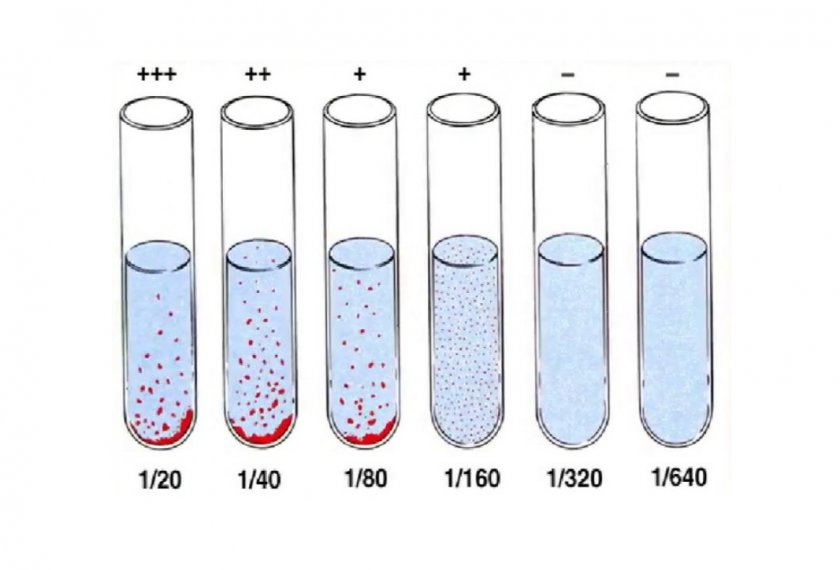 +++ ++ + + – –
1/20 1/40 1/80 1/160 1/320 1/640